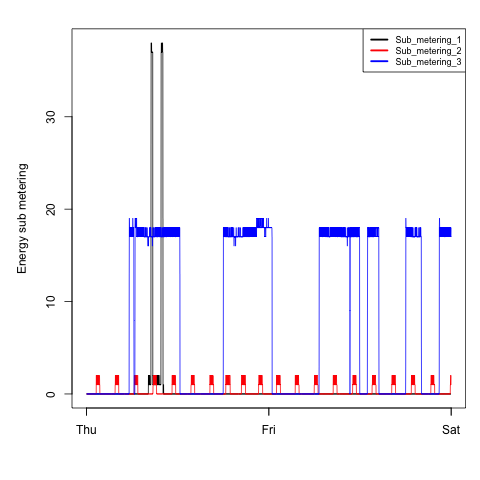 Sub_metering_1
Sub_metering_2
Sub_metering_3
Energy sub metering
30
20
10
0
Thu Fri Sat